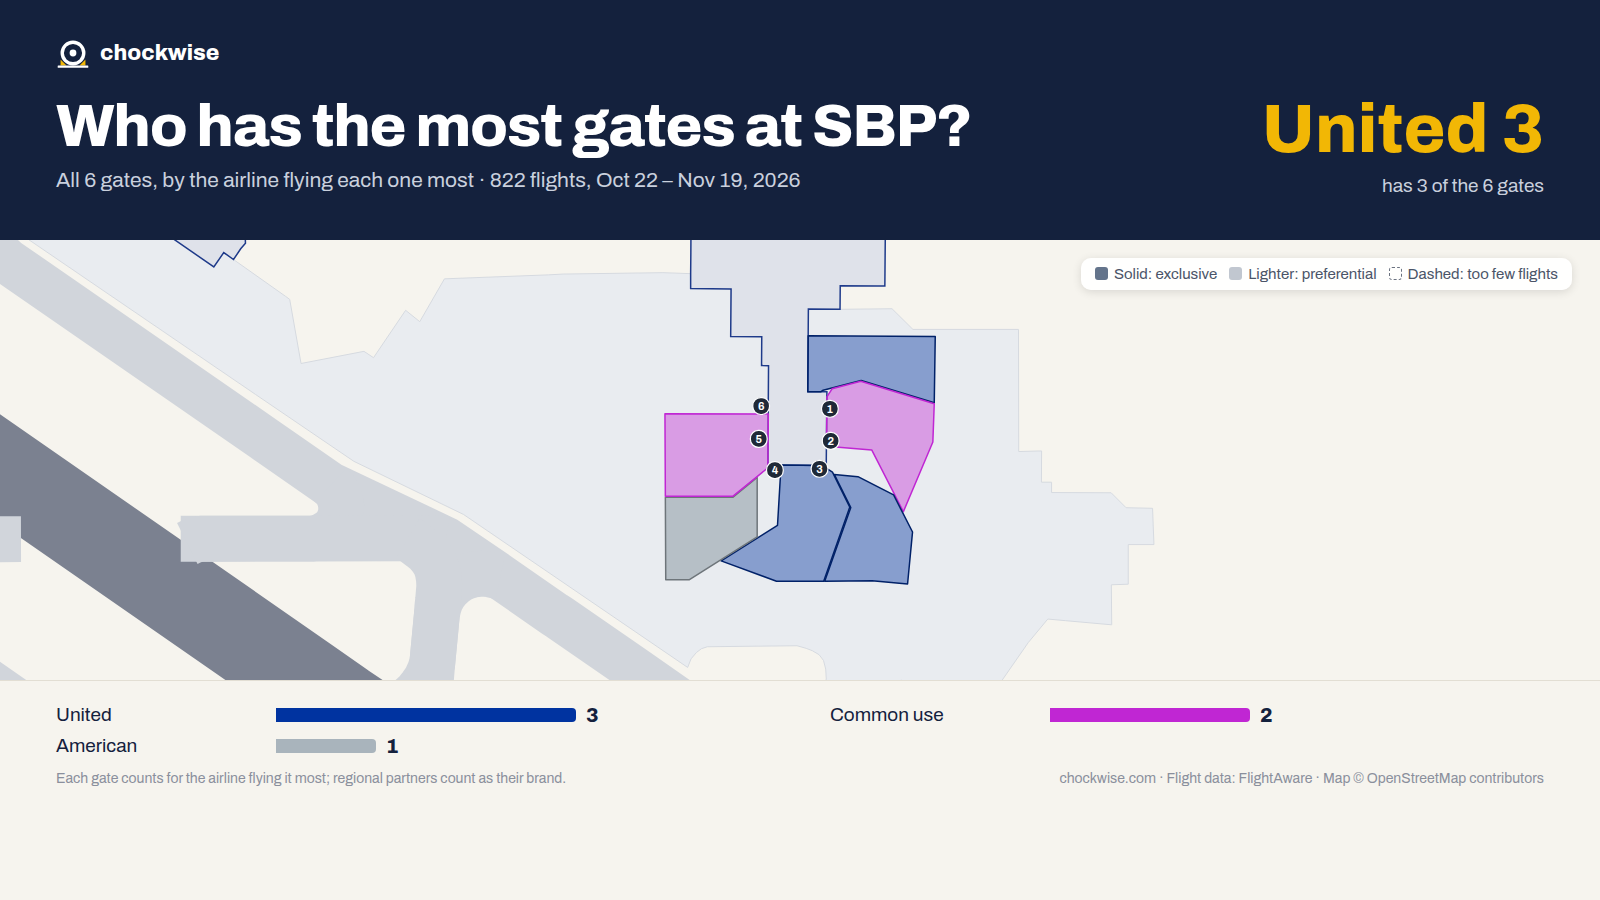 chockwise
Who has the most gates at SBP?
United 3
All 6 gates, by the airline flying each one most · 822 flights, Oct 22 – Nov 19, 2026
has 3 of the 6 gates
Solid: exclusive
Lighter: preferential
Dashed: too few flights
6
1
5
2
4
3
United 3
Common use 2
American 1
Each gate counts for the airline flying it most; regional partners count as their brand.
chockwise.com · Flight data: FlightAware · Map © OpenStreetMap contributors